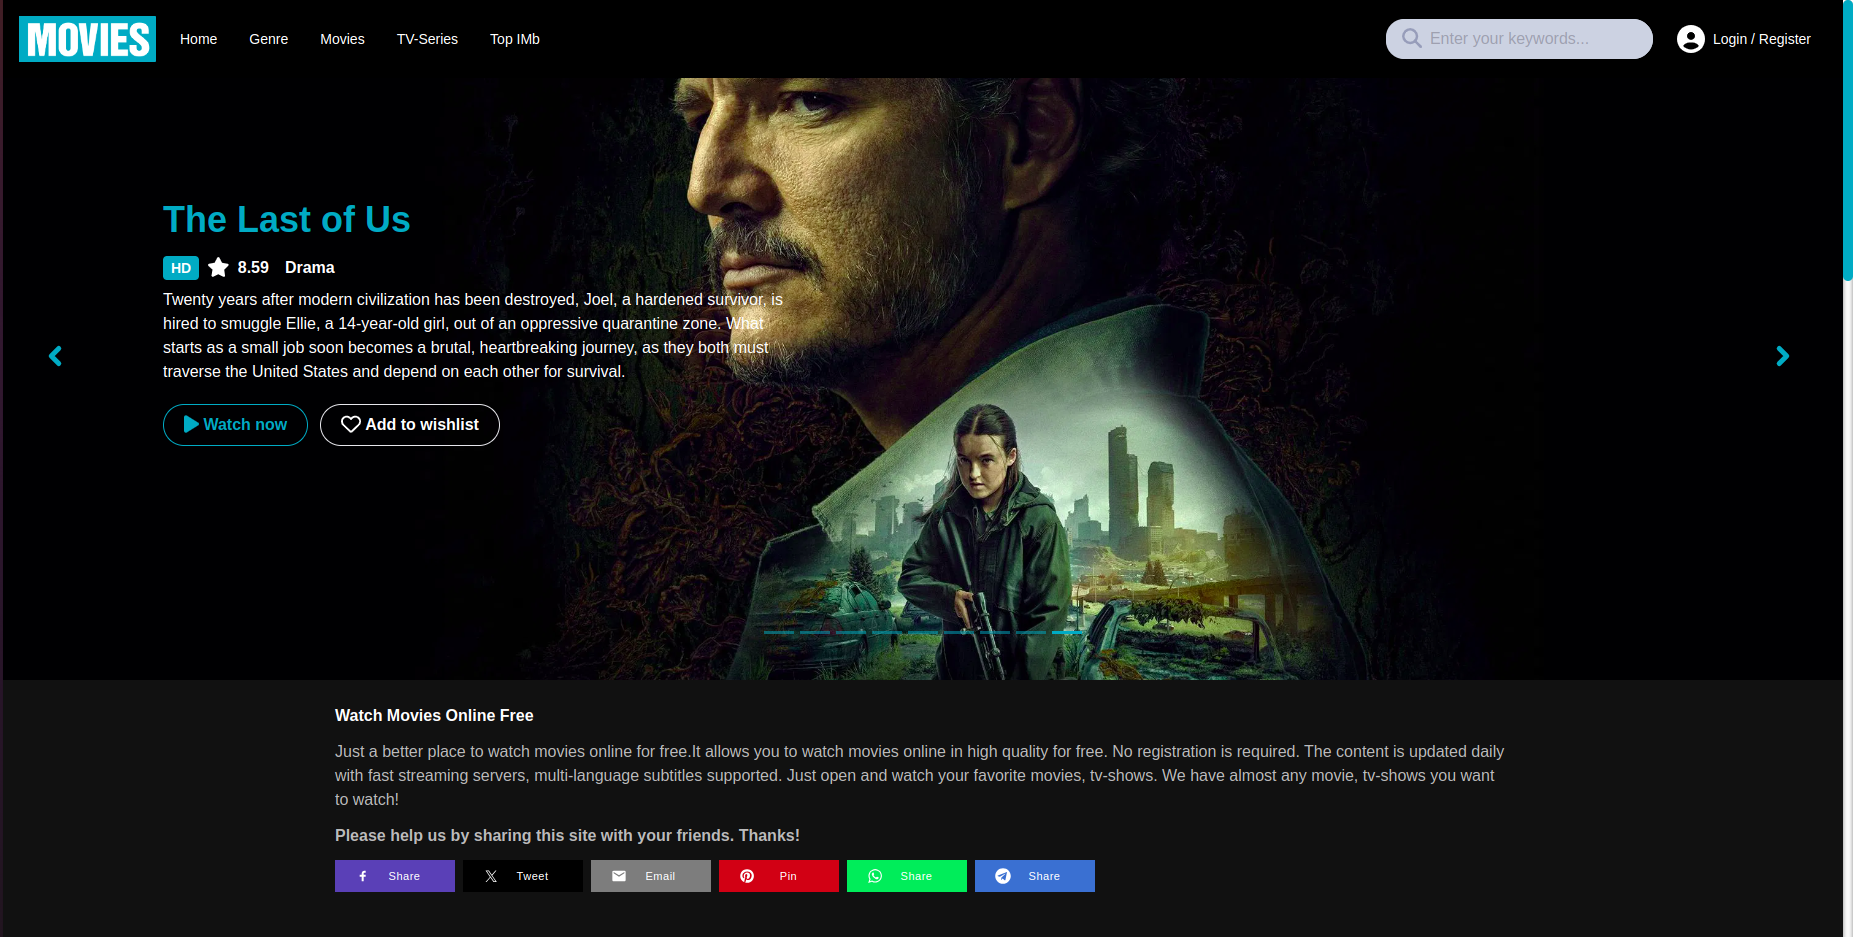 MOVIES
Home Genre Movies TV-Series Top IMb
Enter your keywords...
Login / Register
The Last of Us
HD 8.59 Drama
Twenty years after modern civilization has been destroyed, Joel, a hardened survivor, is
hired to smuggle Ellie, a 14-year-old girl, out of an oppressive quarantine zone. What
starts as a small job soon becomes a brutal, heartbreaking journey, as they both must
traverse the United States and depend on each other for survival.
Watch now Add to wishlist
Watch Movies Online Free
Just a better place to watch movies online for free.It allows you to watch movies online in high quality for free. No registration is required. The content is updated daily
with fast streaming servers, multi-language subtitles supported. Just open and watch your favorite movies, tv-shows. We have almost any movie, tv-shows you want
to watch!
Please help us by sharing this site with your friends. Thanks!
Share Tweet Email Pin Share Share